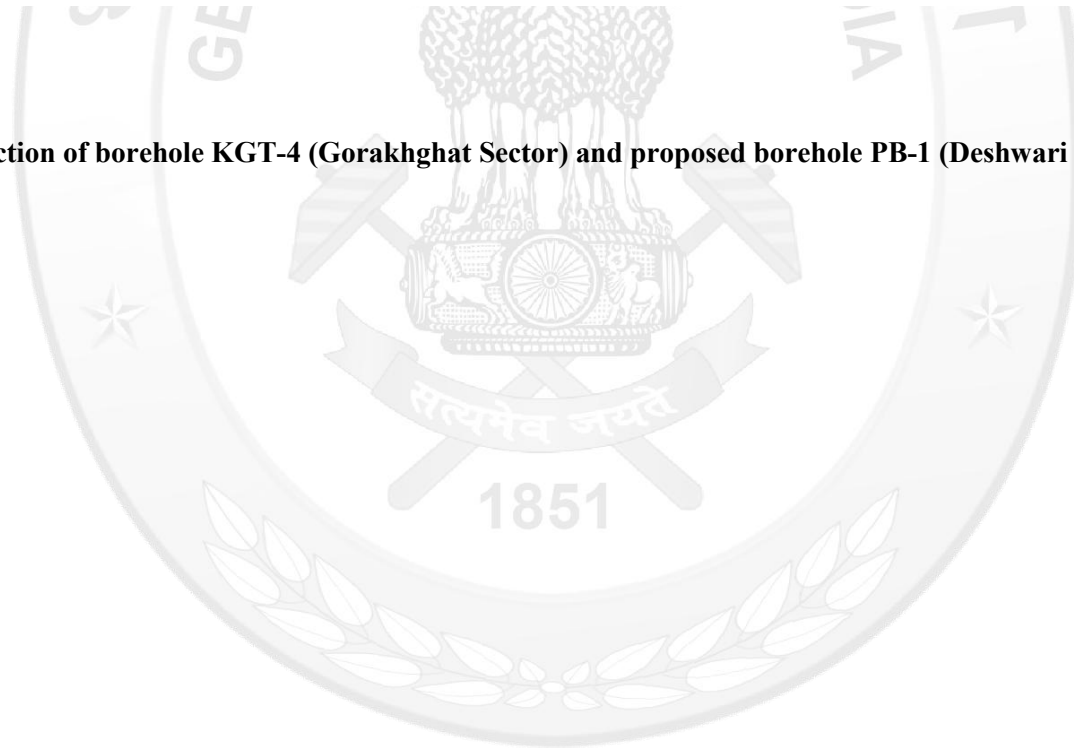 ction of borehole KGT-4 (Gorakhghat Sector) and proposed borehole PB-1 (Deshwari
सत्यमेव जयते
1851